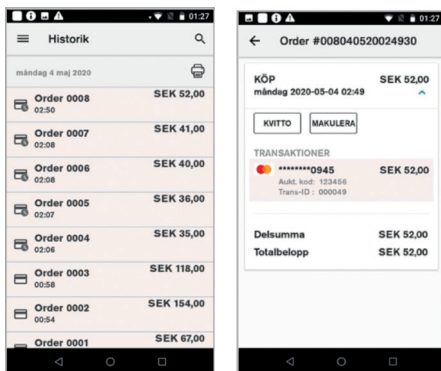 01:27
Historik
måndag 4 maj 2020
Order 0008 SEK 52,00
02:50
Order 0007 SEK 41,00
02:08
Order 0006 SEK 40,00
02:08
Order 0005 SEK 36,00
02:07
Order 0004 SEK 35,00
02:06
Order 0003 SEK 118,00
00:58
Order 0002 SEK 154,00
00:54
Order 0001 SEK 67,00
01:27
Order #008040520024930
KÖP SEK 52,00
måndag 2020-05-04 02:49
KVITTO MAKULERA
TRANSAKTIONER
********0945 SEK 52,00
Aukt. kod: 123456
Trans-ID : 000049
Delsumma SEK 52,00
Totalbelopp SEK 52,00